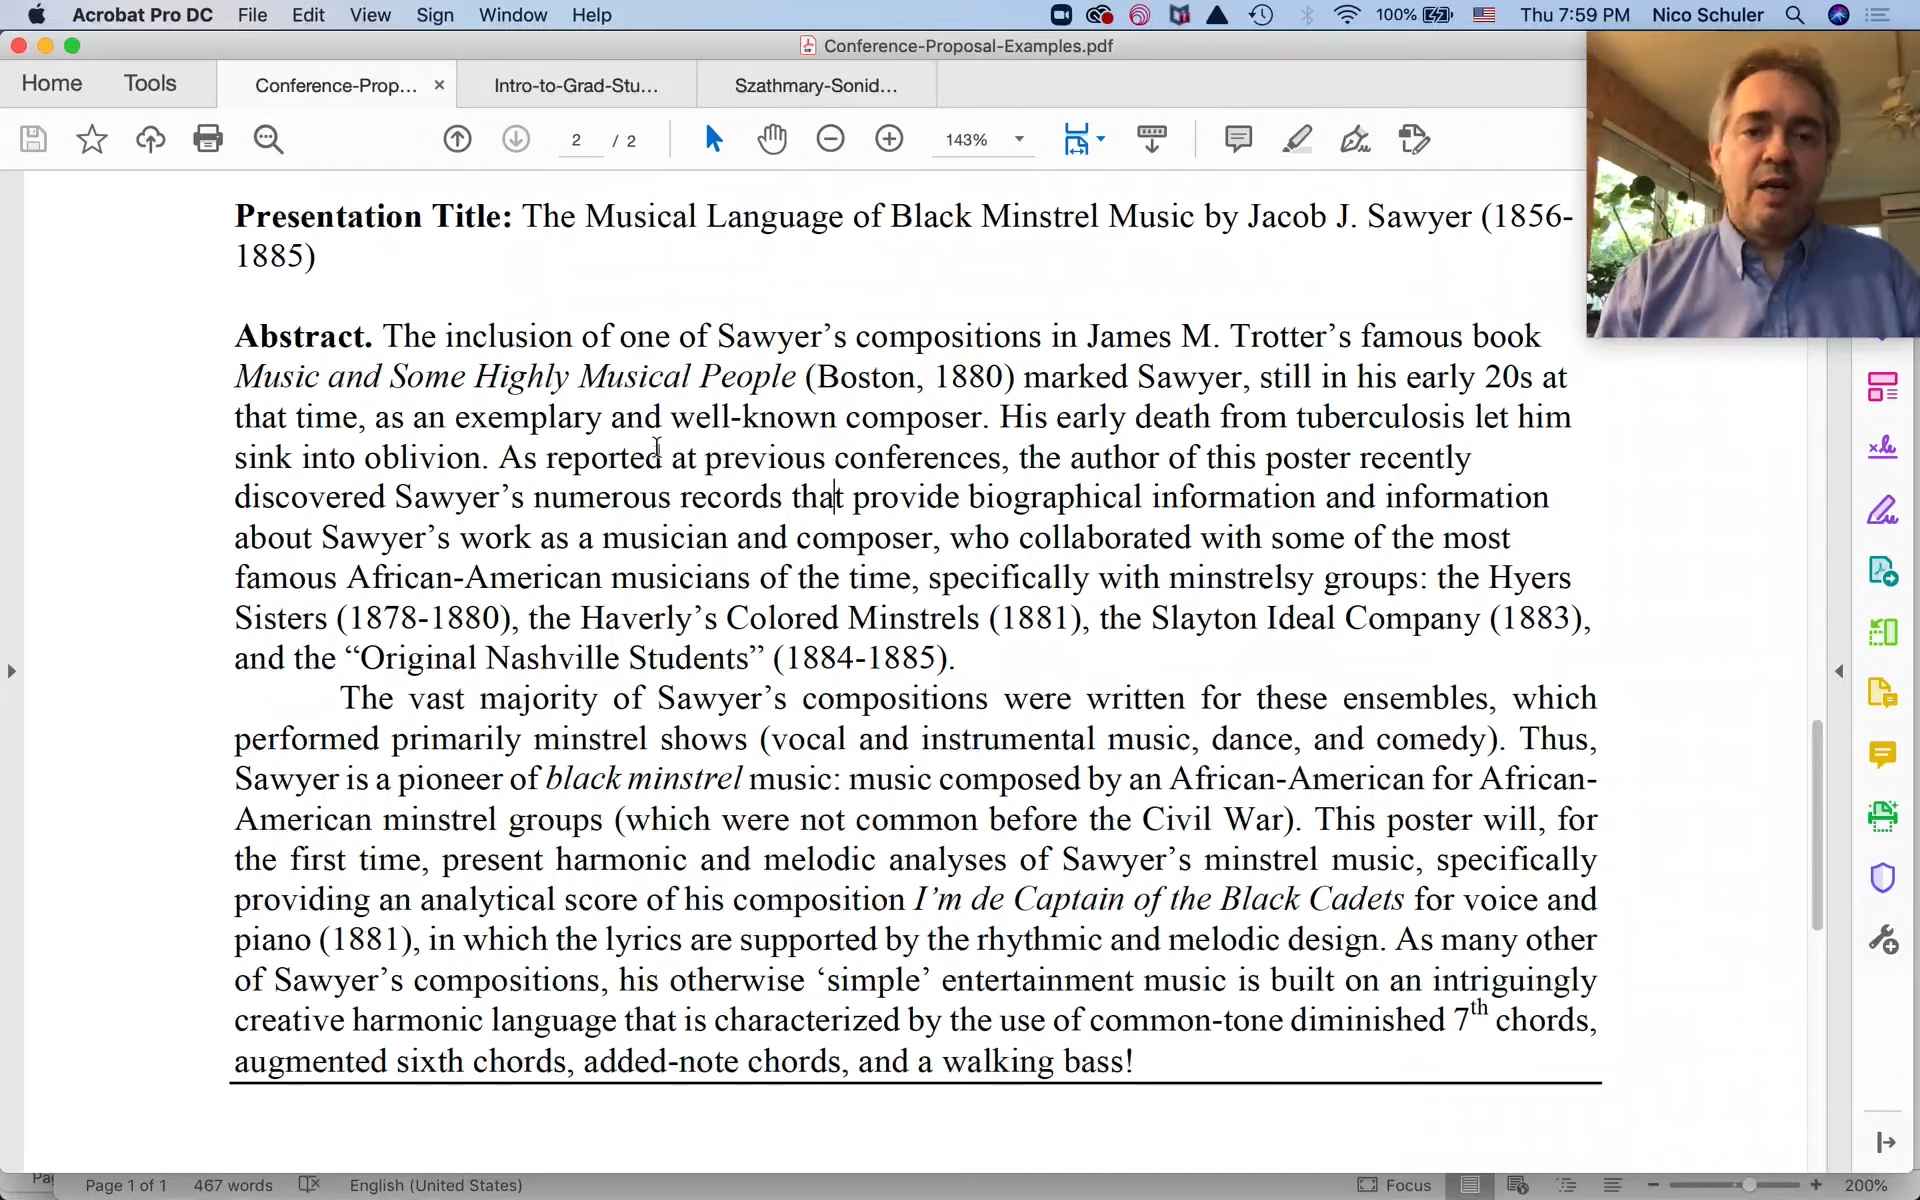 Acrobat Pro DC File Edit View Sign Window Help 100% Thu 7:59 PM Nico Schuler
Conference-Proposal-Examples.pdf
Home Tools Conference-Prop... × Intro-to-Grad-Stu... Szathmary-Sonid...
2 / 2 143%
Presentation Title: The Musical Language of Black Minstrel Music by Jacob J. Sawyer (1856-
1885)
Abstract. The inclusion of one of Sawyer’s compositions in James M. Trotter’s famous book
Music and Some Highly Musical People (Boston, 1880) marked Sawyer, still in his early 20s at
that time, as an exemplary and well-known composer. His early death from tuberculosis let him
sink into oblivion. As reported at previous conferences, the author of this poster recently
discovered Sawyer’s numerous records that provide biographical information and information
about Sawyer’s work as a musician and composer, who collaborated with some of the most
famous African-American musicians of the time, specifically with minstrelsy groups: the Hyers
Sisters (1878-1880), the Haverly’s Colored Minstrels (1881), the Slayton Ideal Company (1883),
and the “Original Nashville Students” (1884-1885).
The vast majority of Sawyer’s compositions were written for these ensembles, which
performed primarily minstrel shows (vocal and instrumental music, dance, and comedy). Thus,
Sawyer is a pioneer of black minstrel music: music composed by an African-American for African-
American minstrel groups (which were not common before the Civil War). This poster will, for
the first time, present harmonic and melodic analyses of Sawyer’s minstrel music, specifically
providing an analytical score of his composition I’m de Captain of the Black Cadets for voice and
piano (1881), in which the lyrics are supported by the rhythmic and melodic design. As many other
of Sawyer’s compositions, his otherwise ‘simple’ entertainment music is built on an intriguingly
creative harmonic language that is characterized by the use of common-tone diminished 7th chords,
augmented sixth chords, added-note chords, and a walking bass!
Page 1 of 1 467 words English (United States) Focus 200%